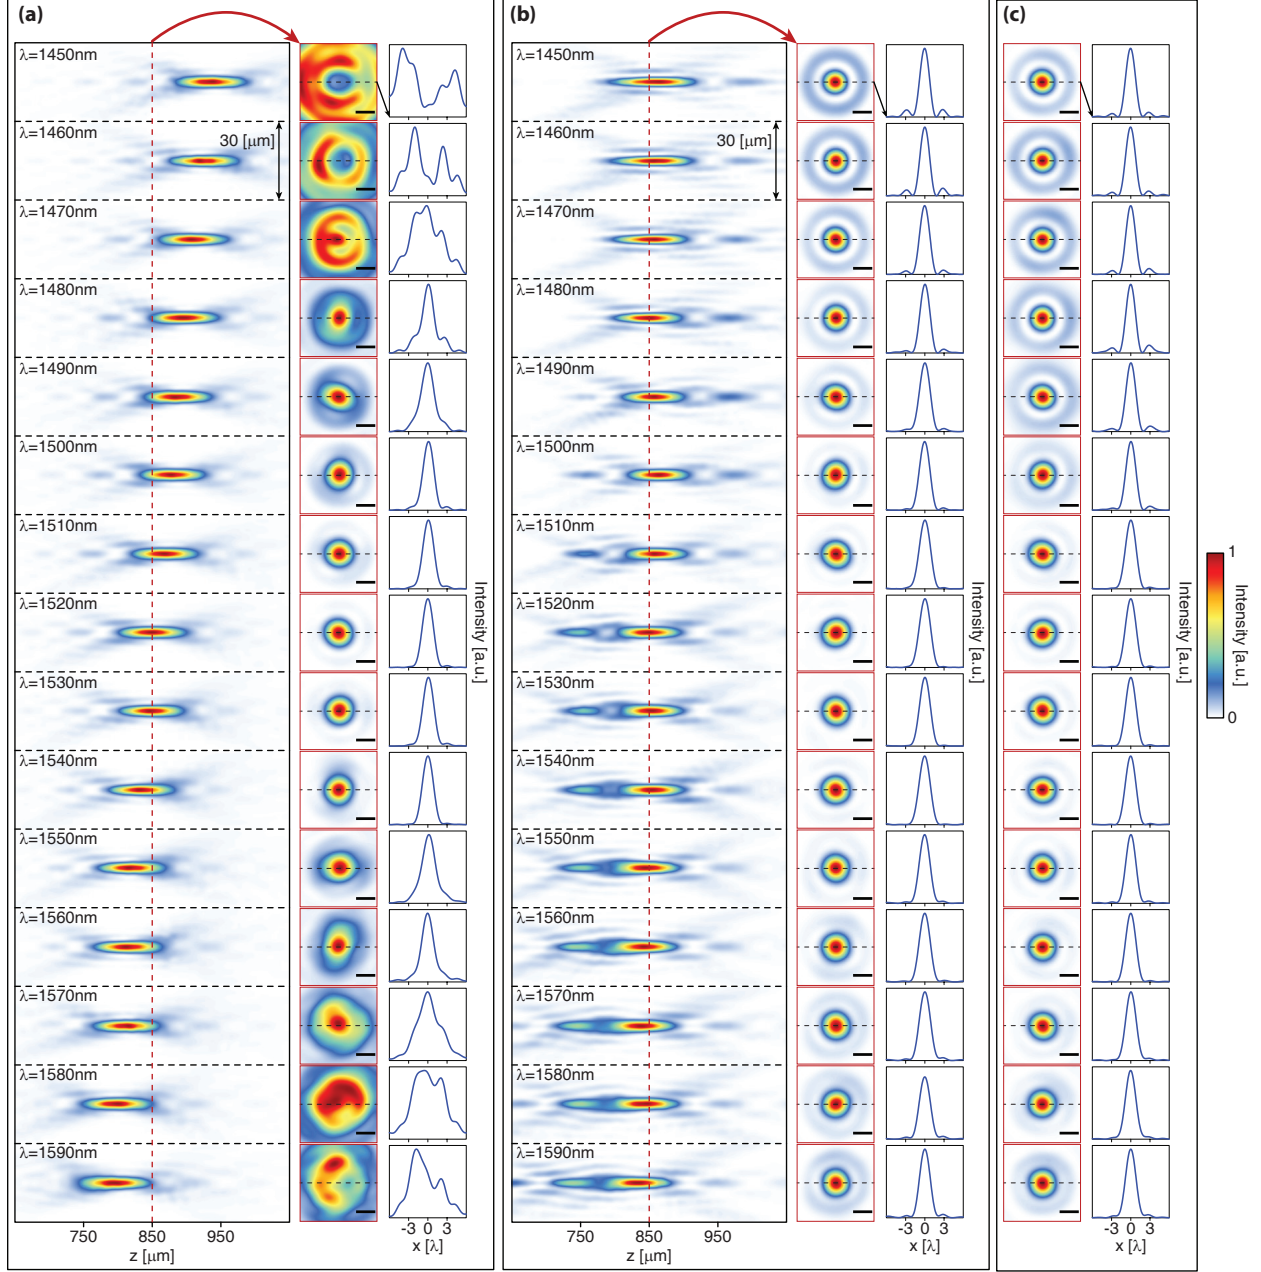 (a)
λ=1450nm
λ=1460nm
30 [μm]
λ=1470nm
λ=1480nm
λ=1490nm
λ=1500nm
λ=1510nm
λ=1520nm
λ=1530nm
λ=1540nm
λ=1550nm
λ=1560nm
λ=1570nm
λ=1580nm
λ=1590nm
750 850 950
z [μm]
-3 0 3
x [λ]
Intensity [a.u.]
(b)
λ=1450nm
λ=1460nm
30 [μm]
λ=1470nm
λ=1480nm
λ=1490nm
λ=1500nm
λ=1510nm
λ=1520nm
λ=1530nm
λ=1540nm
λ=1550nm
λ=1560nm
λ=1570nm
λ=1580nm
λ=1590nm
750 850 950
z [μm]
-3 0 3
x [λ]
Intensity [a.u.]
(c)
-3 0 3
x [λ]
Intensity [a.u.]
1
0
Intensity [a.u.]